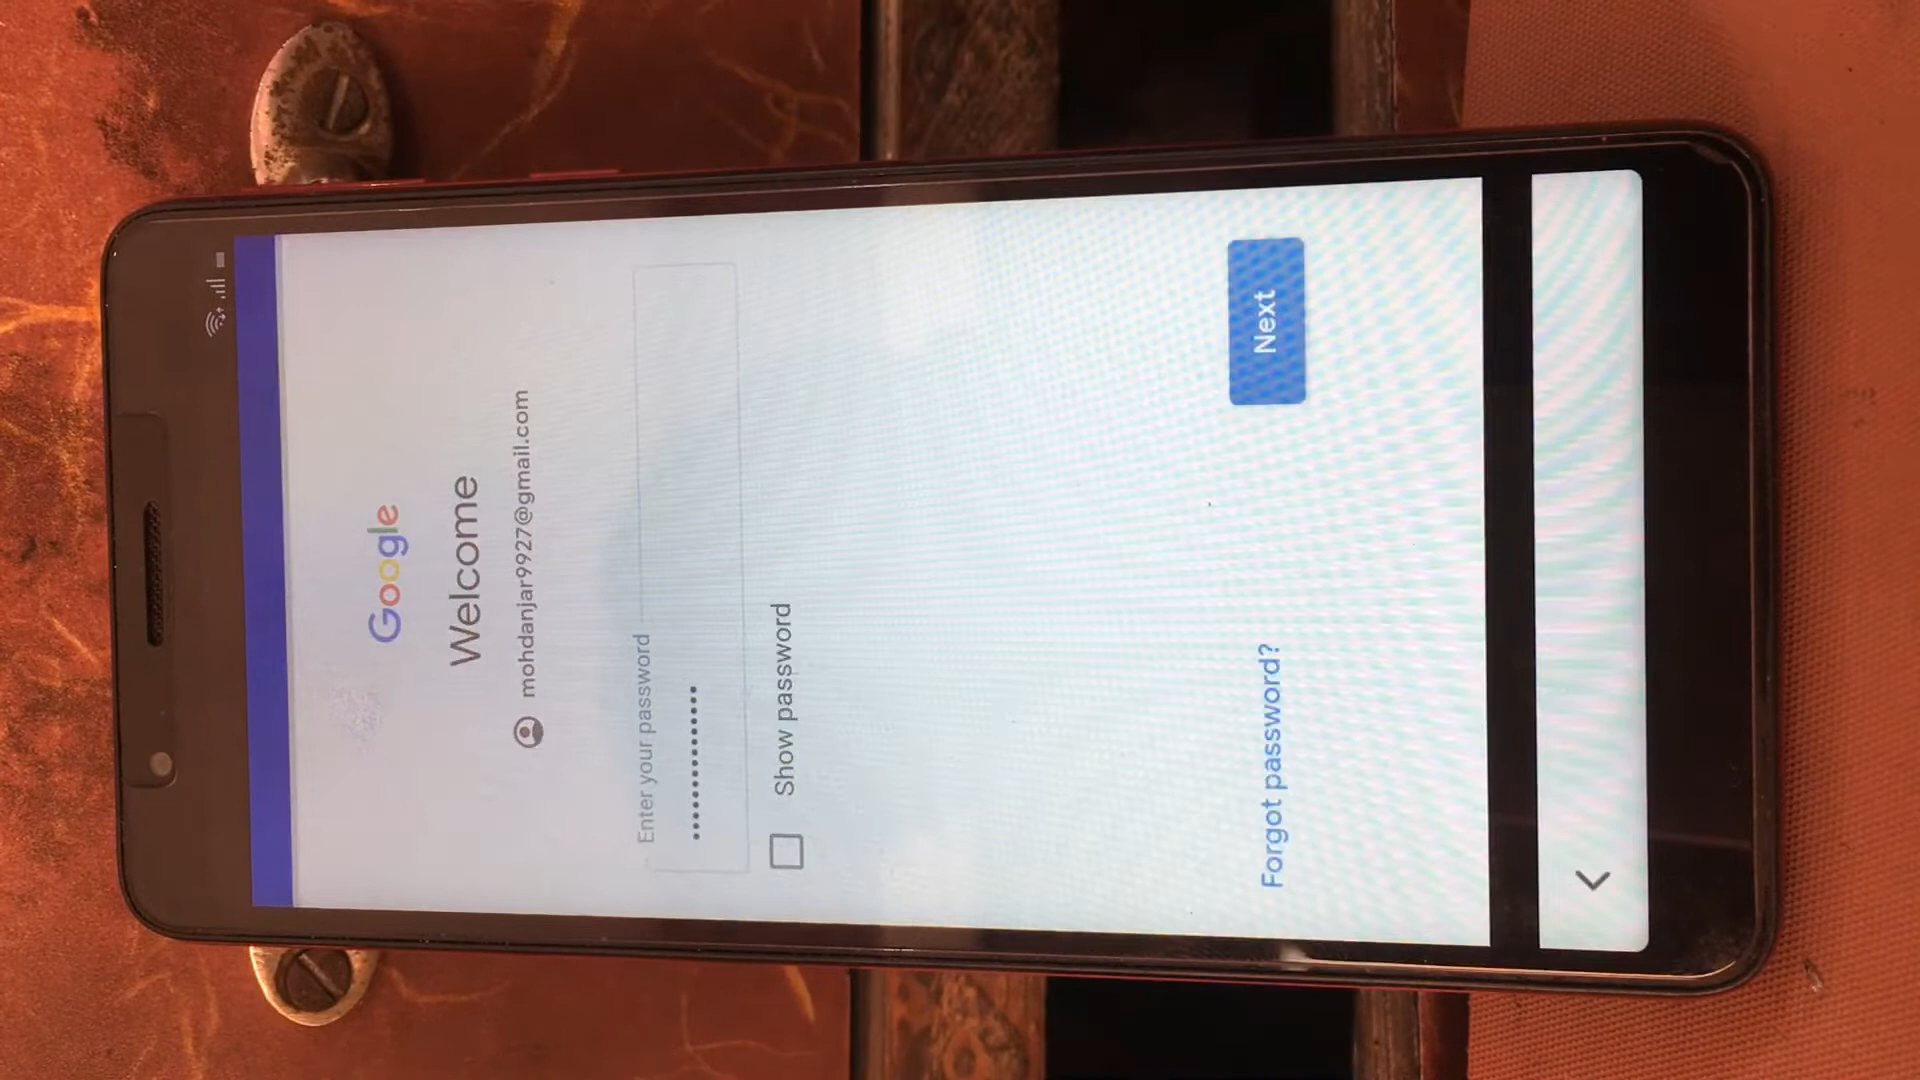 Google
Welcome
mohdanjar9927@gmail.com
Enter your password
••••••••••••••••
Show password
Forgot password?
Next